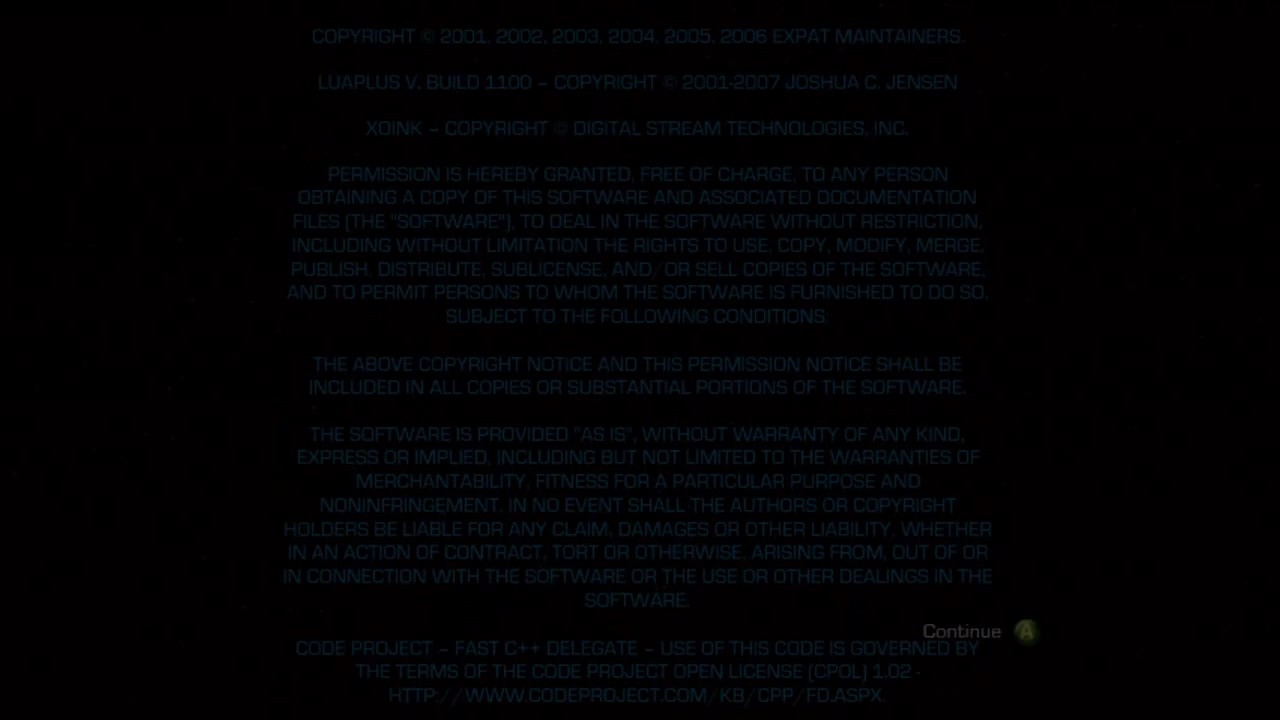 COPYRIGHT © 2001, 2002, 2003, 2004, 2005, 2006 EXPAT MAINTAINERS.
LUAPLUS V. BUILD 1100 – COPYRIGHT © 2001-2007 JOSHUA C. JENSEN
XOINK – COPYRIGHT © DIGITAL STREAM TECHNOLOGIES, INC.
PERMISSION IS HEREBY GRANTED, FREE OF CHARGE, TO ANY PERSON
OBTAINING A COPY OF THIS SOFTWARE AND ASSOCIATED DOCUMENTATION
FILES (THE "SOFTWARE"), TO DEAL IN THE SOFTWARE WITHOUT RESTRICTION,
INCLUDING WITHOUT LIMITATION THE RIGHTS TO USE, COPY, MODIFY, MERGE,
PUBLISH, DISTRIBUTE, SUBLICENSE, AND/OR SELL COPIES OF THE SOFTWARE,
AND TO PERMIT PERSONS TO WHOM THE SOFTWARE IS FURNISHED TO DO SO,
SUBJECT TO THE FOLLOWING CONDITIONS:
THE ABOVE COPYRIGHT NOTICE AND THIS PERMISSION NOTICE SHALL BE
INCLUDED IN ALL COPIES OR SUBSTANTIAL PORTIONS OF THE SOFTWARE.
THE SOFTWARE IS PROVIDED "AS IS", WITHOUT WARRANTY OF ANY KIND,
EXPRESS OR IMPLIED, INCLUDING BUT NOT LIMITED TO THE WARRANTIES OF
MERCHANTABILITY, FITNESS FOR A PARTICULAR PURPOSE AND
NONINFRINGEMENT. IN NO EVENT SHALL THE AUTHORS OR COPYRIGHT
HOLDERS BE LIABLE FOR ANY CLAIM, DAMAGES OR OTHER LIABILITY, WHETHER
IN AN ACTION OF CONTRACT, TORT OR OTHERWISE, ARISING FROM, OUT OF OR
IN CONNECTION WITH THE SOFTWARE OR THE USE OR OTHER DEALINGS IN THE
SOFTWARE.
Continue A
CODE PROJECT – FAST C++ DELEGATE – USE OF THIS CODE IS GOVERNED BY
THE TERMS OF THE CODE PROJECT OPEN LICENSE (CPOL) 1.02 -
HTTP://WWW.CODEPROJECT.COM/KB/CPP/FD.ASPX.